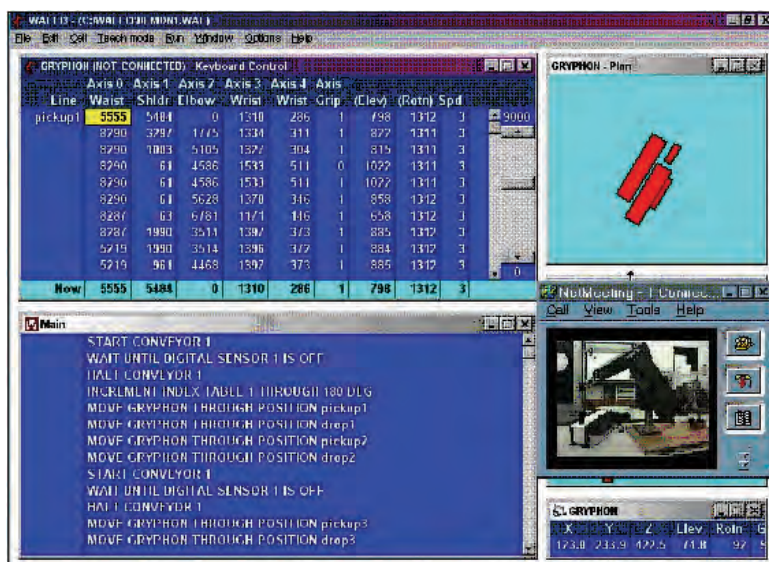 File Edit Cell Teach mode Run Window Options Help
GRYPHON (NOT CONNECTED) - Keyboard Control
Axis 0 Axis 1 Axis 2 Axis 3 Axis 4 Axis
Line Waist Shldr Elbow Wrist Wrist Grip (Elev) (Rotn) Spd
pickup1 5555 5484 0 1310 286 1 798 1312 3
8290 3297 1775 1334 311 1 822 1311 3
8290 1003 5105 1327 304 1 815 1311 3
8290 61 4586 1533 511 0 1022 1311 3
8290 61 4586 1533 511 1 1022 1311 3
8290 61 5628 1370 346 1 858 1312 3
8287 63 6781 1171 146 1 658 1312 3
8287 1990 3511 1397 373 1 885 1312 3
5219 1990 3514 1396 372 1 884 1312 3
5219 961 4468 1397 373 1 885 1312 3
Now 5555 5484 0 1310 286 1 798 1312 3
9000
0
GRYPHON - Plan
NetMeeting - 1 Connec...
Call View Tools Help
Main
START CONVEYOR 1
WAIT UNTIL DIGITAL SENSOR 1 IS OFF
HALT CONVEYOR 1
INCREMENT INDEX TABLE 1 THROUGH 180 DEG
MOVE GRYPHON THROUGH POSITION pickup1
MOVE GRYPHON THROUGH POSITION drop1
MOVE GRYPHON THROUGH POSITION pickup2
MOVE GRYPHON THROUGH POSITION drop2
START CONVEYOR 1
WAIT UNTIL DIGITAL SENSOR 1 IS OFF
HALT CONVEYOR 1
MOVE GRYPHON THROUGH POSITION pickup3
MOVE GRYPHON THROUGH POSITION drop3
GRYPHON
X Y Z Elev Rotn
233.9 422.5 92